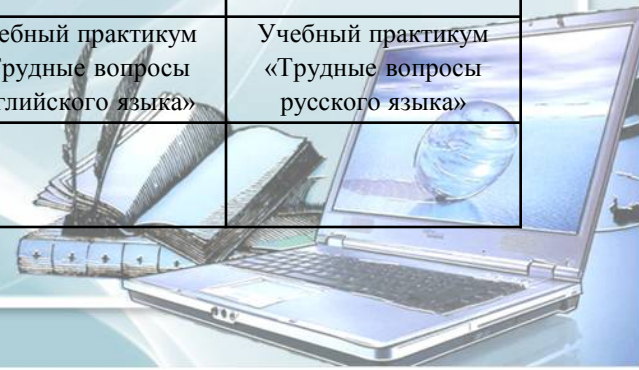 ебный практикум
рудные вопросы
глийского языка»
Учебный практикум
«Трудные вопросы
русского языка»